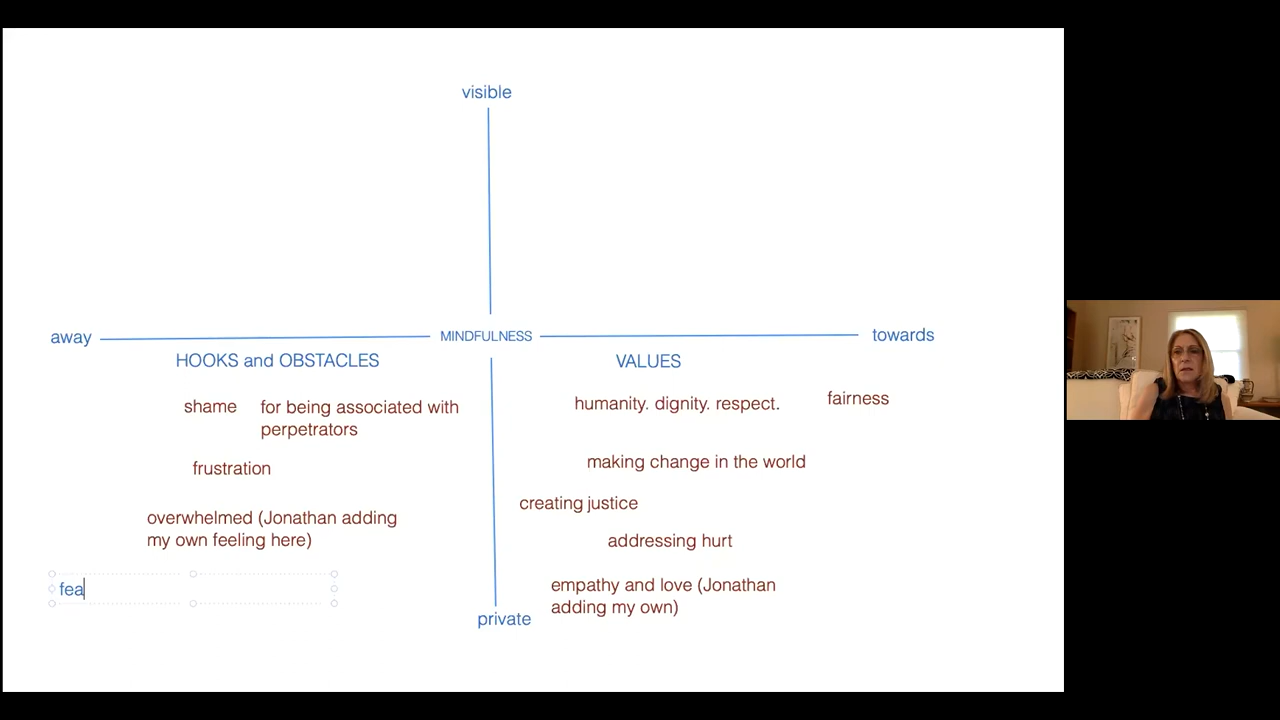 visible
away
MINDFULNESS
towards
HOOKS and OBSTACLES
shame
for being associated with
perpetrators
frustration
overwhelmed (Jonathan adding
my own feeling here)
fea
VALUES
humanity. dignity. respect.
fairness
making change in the world
creating justice
addressing hurt
empathy and love (Jonathan
adding my own)
private